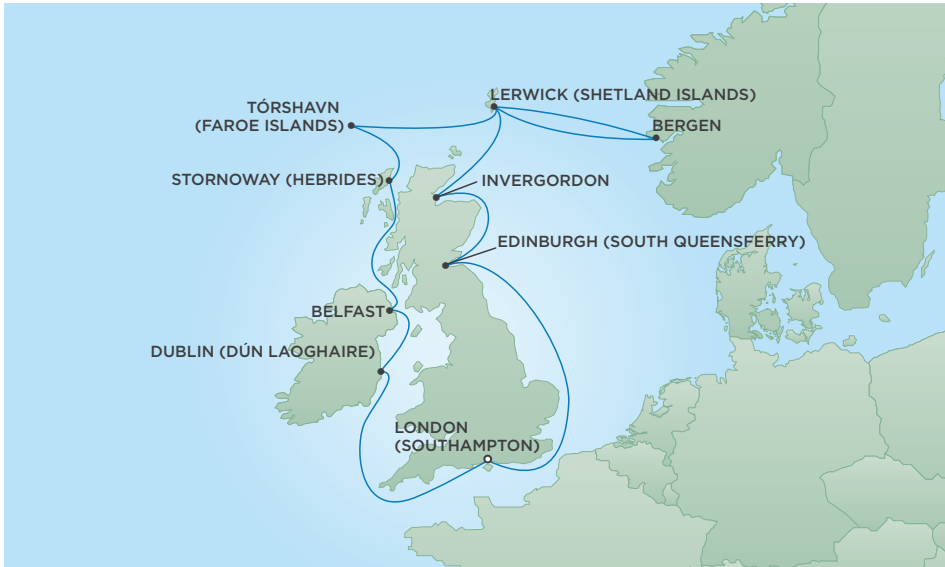 LERWICK (SHETLAND ISLANDS)
TÓRSHAVN
(FAROE ISLANDS)
BERGEN
STORNOWAY (HEBRIDES)
INVERGORDON
EDINBURGH (SOUTH QUEENSFERRY)
BELFAST
DUBLIN (DÚN LAOGHAIRE)
LONDON
(SOUTHAMPTON)